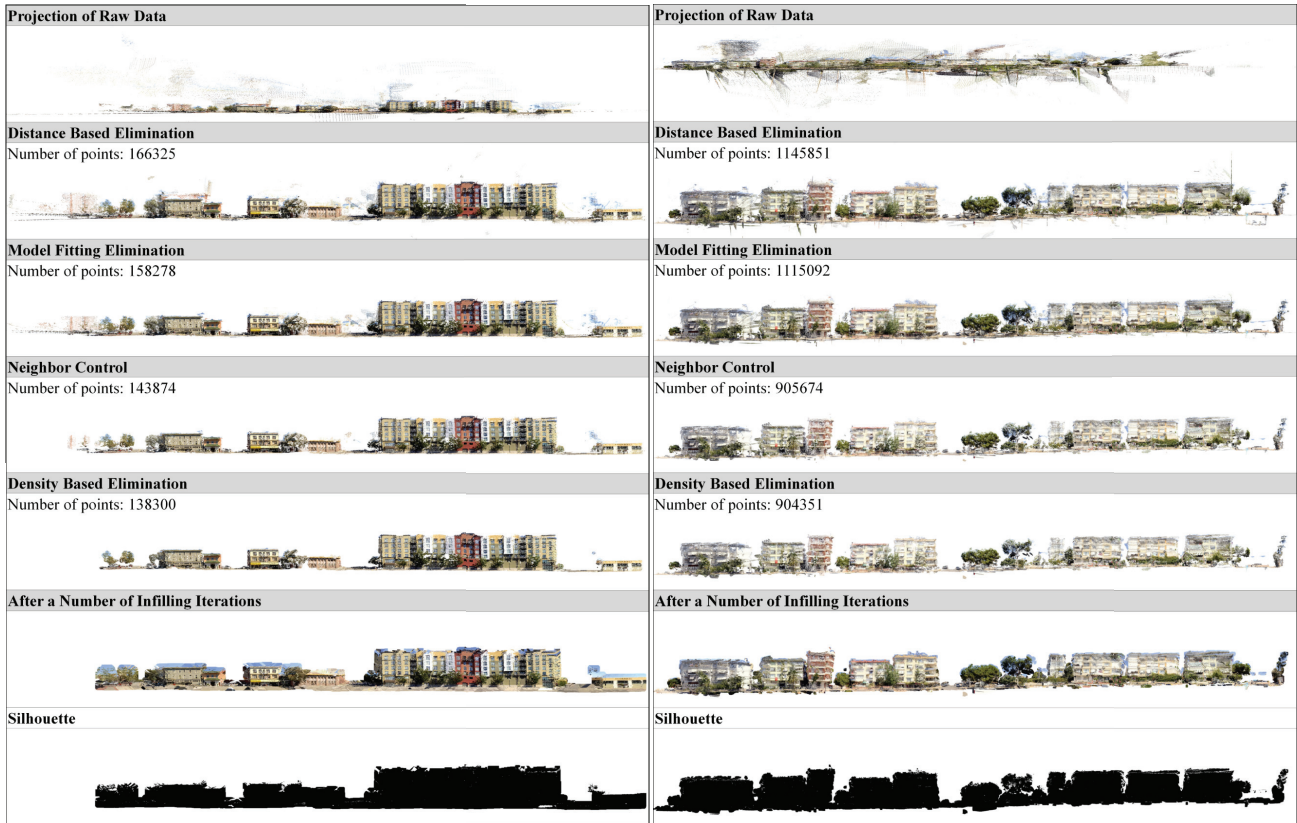 Projection of Raw Data
Distance Based Elimination
Number of points: 166325
Model Fitting Elimination
Number of points: 158278
Neighbor Control
Number of points: 143874
Density Based Elimination
Number of points: 138300
After a Number of Infilling Iterations
Silhouette
Projection of Raw Data
Distance Based Elimination
Number of points: 1145851
Model Fitting Elimination
Number of points: 1115092
Neighbor Control
Number of points: 905674
Density Based Elimination
Number of points: 904351
After a Number of Infilling Iterations
Silhouette